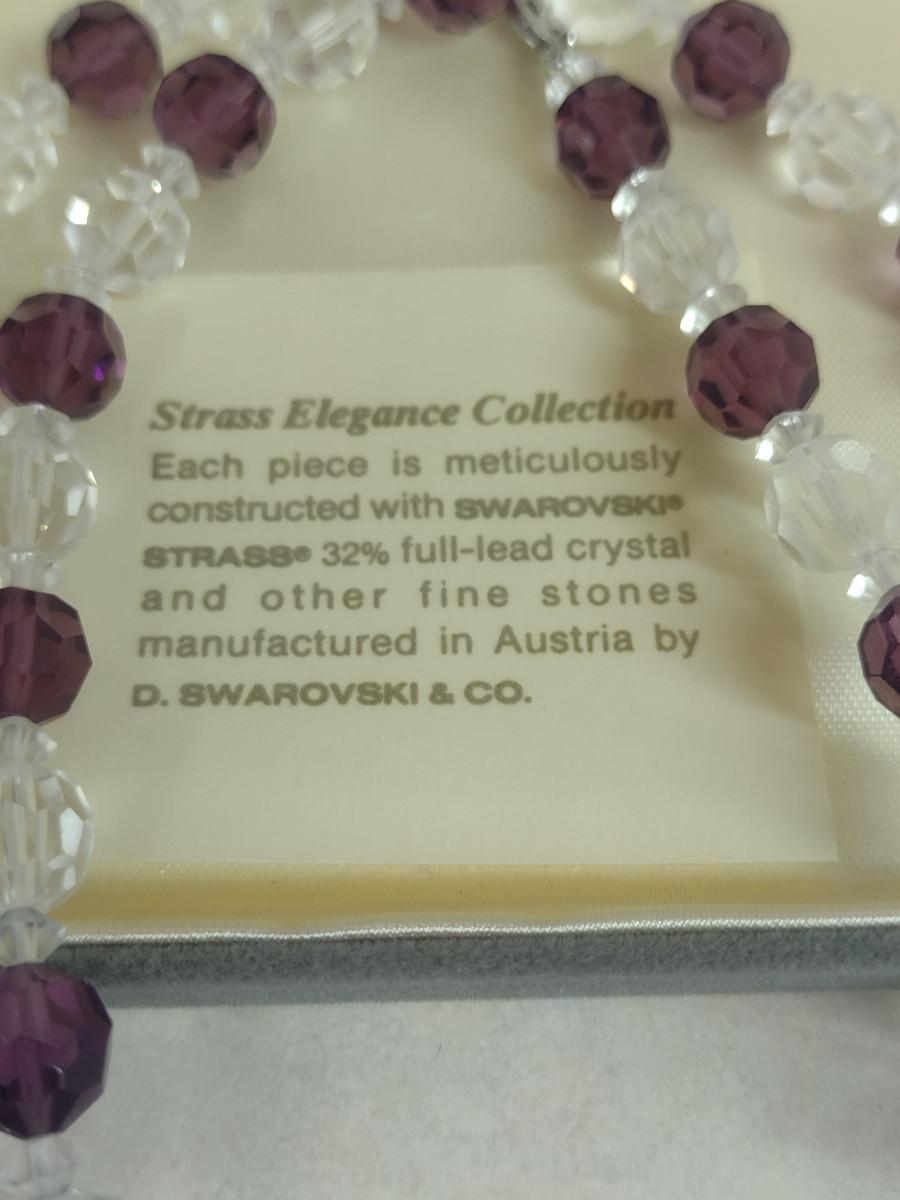 Strass Elegance Collection
Each piece is meticulously
constructed with SWAROVSKI®
STRASS® 32% full-lead crystal
and other fine stones
manufactured in Austria by
D. SWAROVSKI & CO.